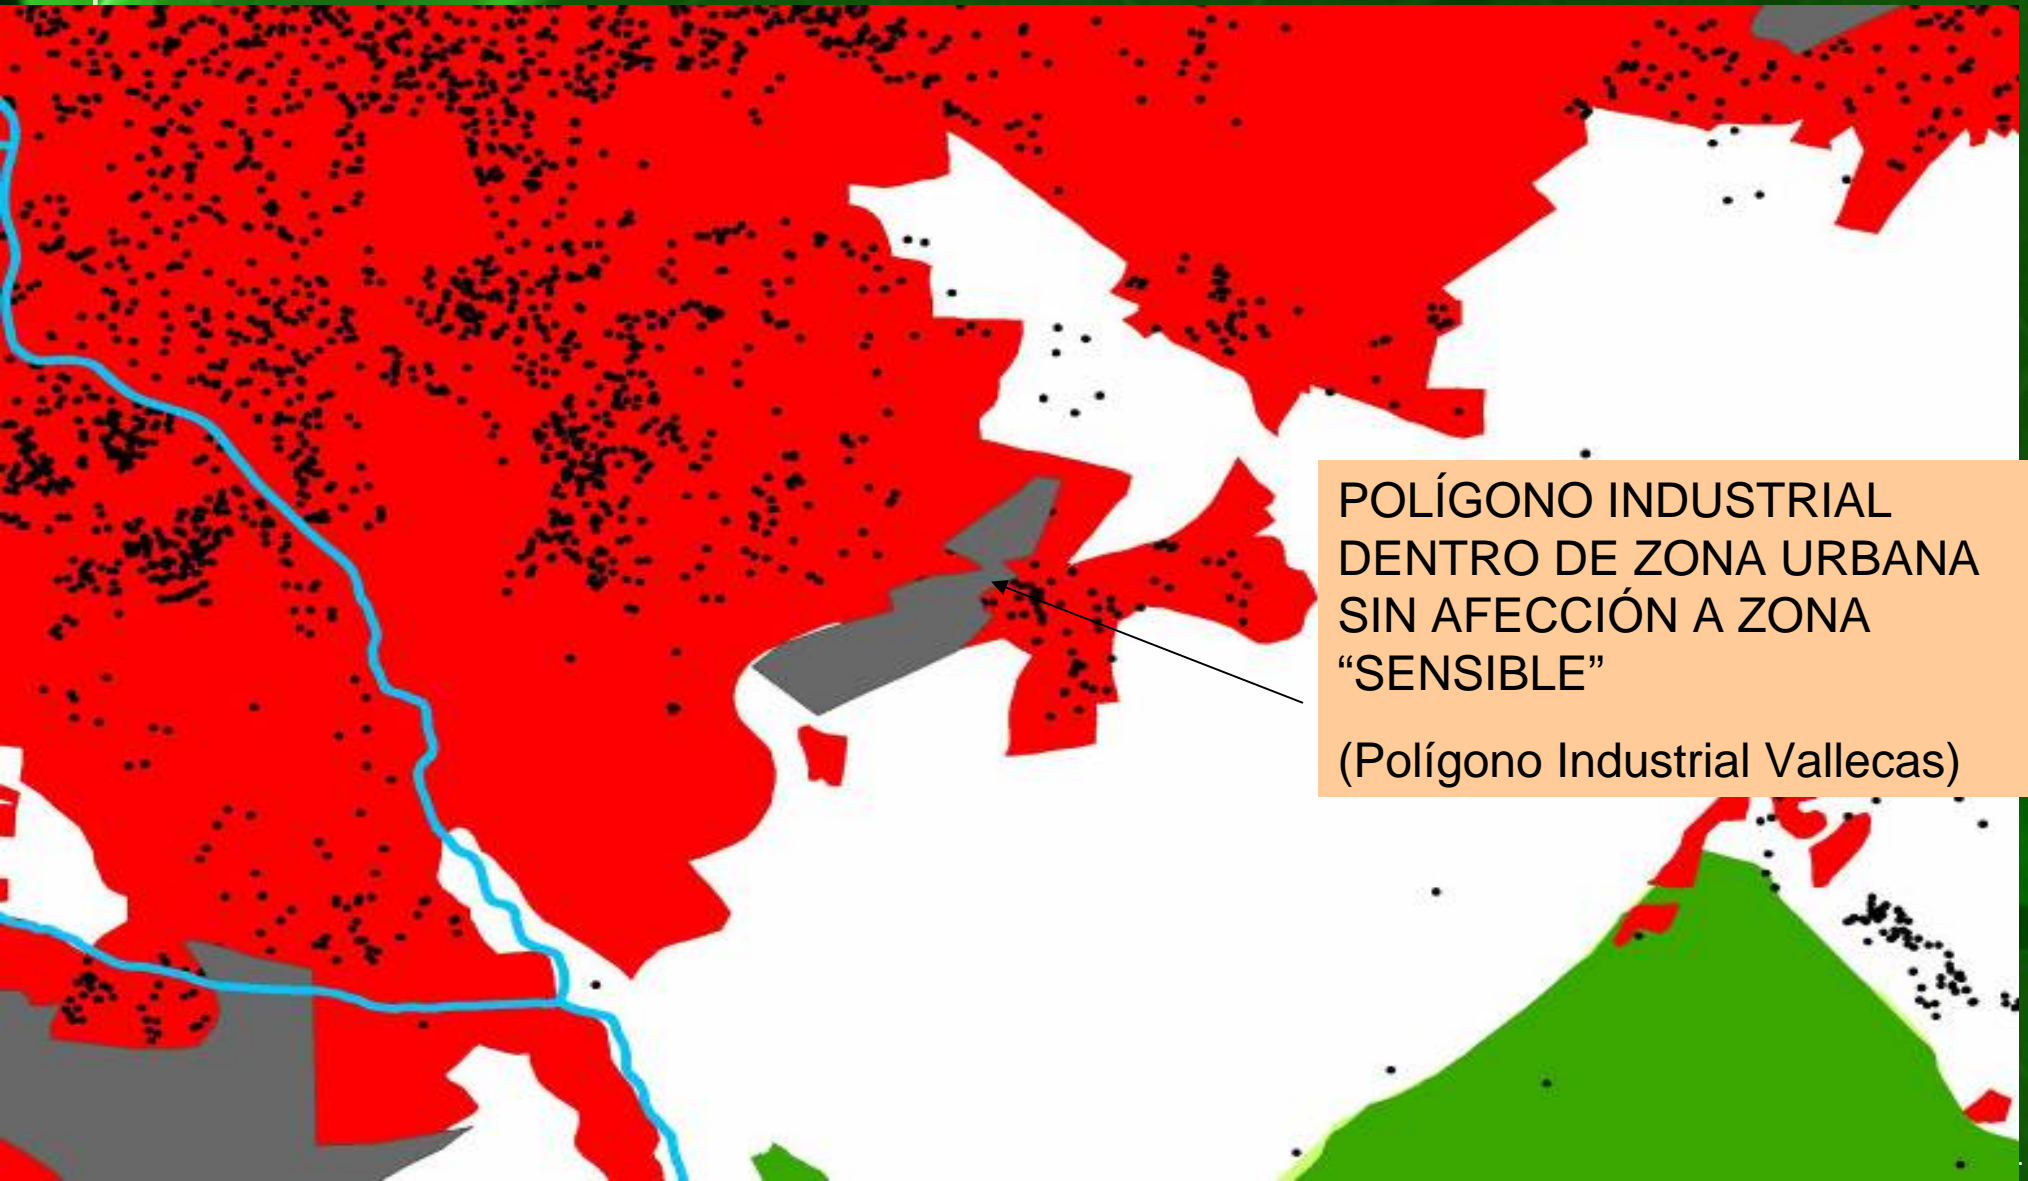 POLÍGONO INDUSTRIAL
DENTRO DE ZONA URBANA
SIN AFECCIÓN A ZONA
“SENSIBLE”
(Polígono Industrial Vallecas)